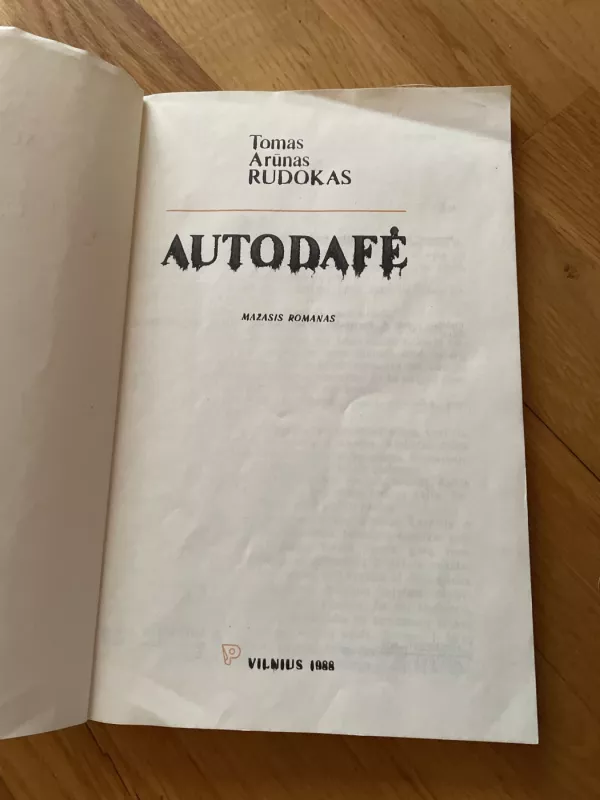 Tomas
Arūnas
RUDOKAS
AUTODAFĖ
MAŽASIS ROMANAS
VILNIUS 1988